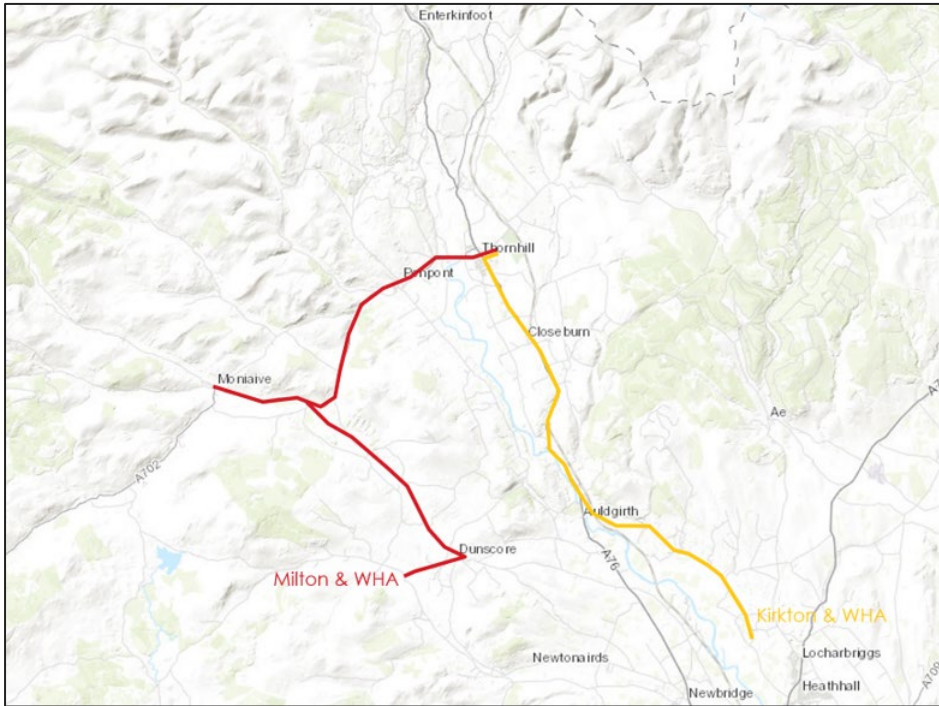 Enterkinfoot
Thornhill
Penpont
Closeburn
Moniaive
Ae
A702
Auldgirth
Dunscore
A76
Milton & WHA
Kirkton & WHA
Locharbriggs
Newtonairds
Heathhall
Newbridge